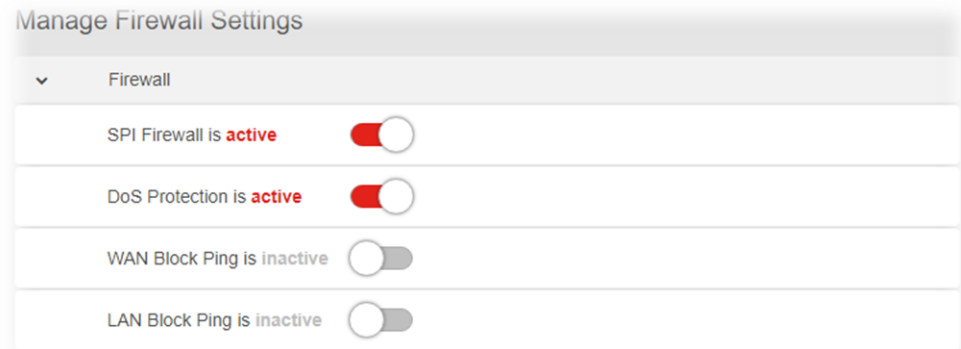 Manage Firewall Settings
Firewall
SPI Firewall is active
DoS Protection is active
WAN Block Ping is inactive
LAN Block Ping is inactive